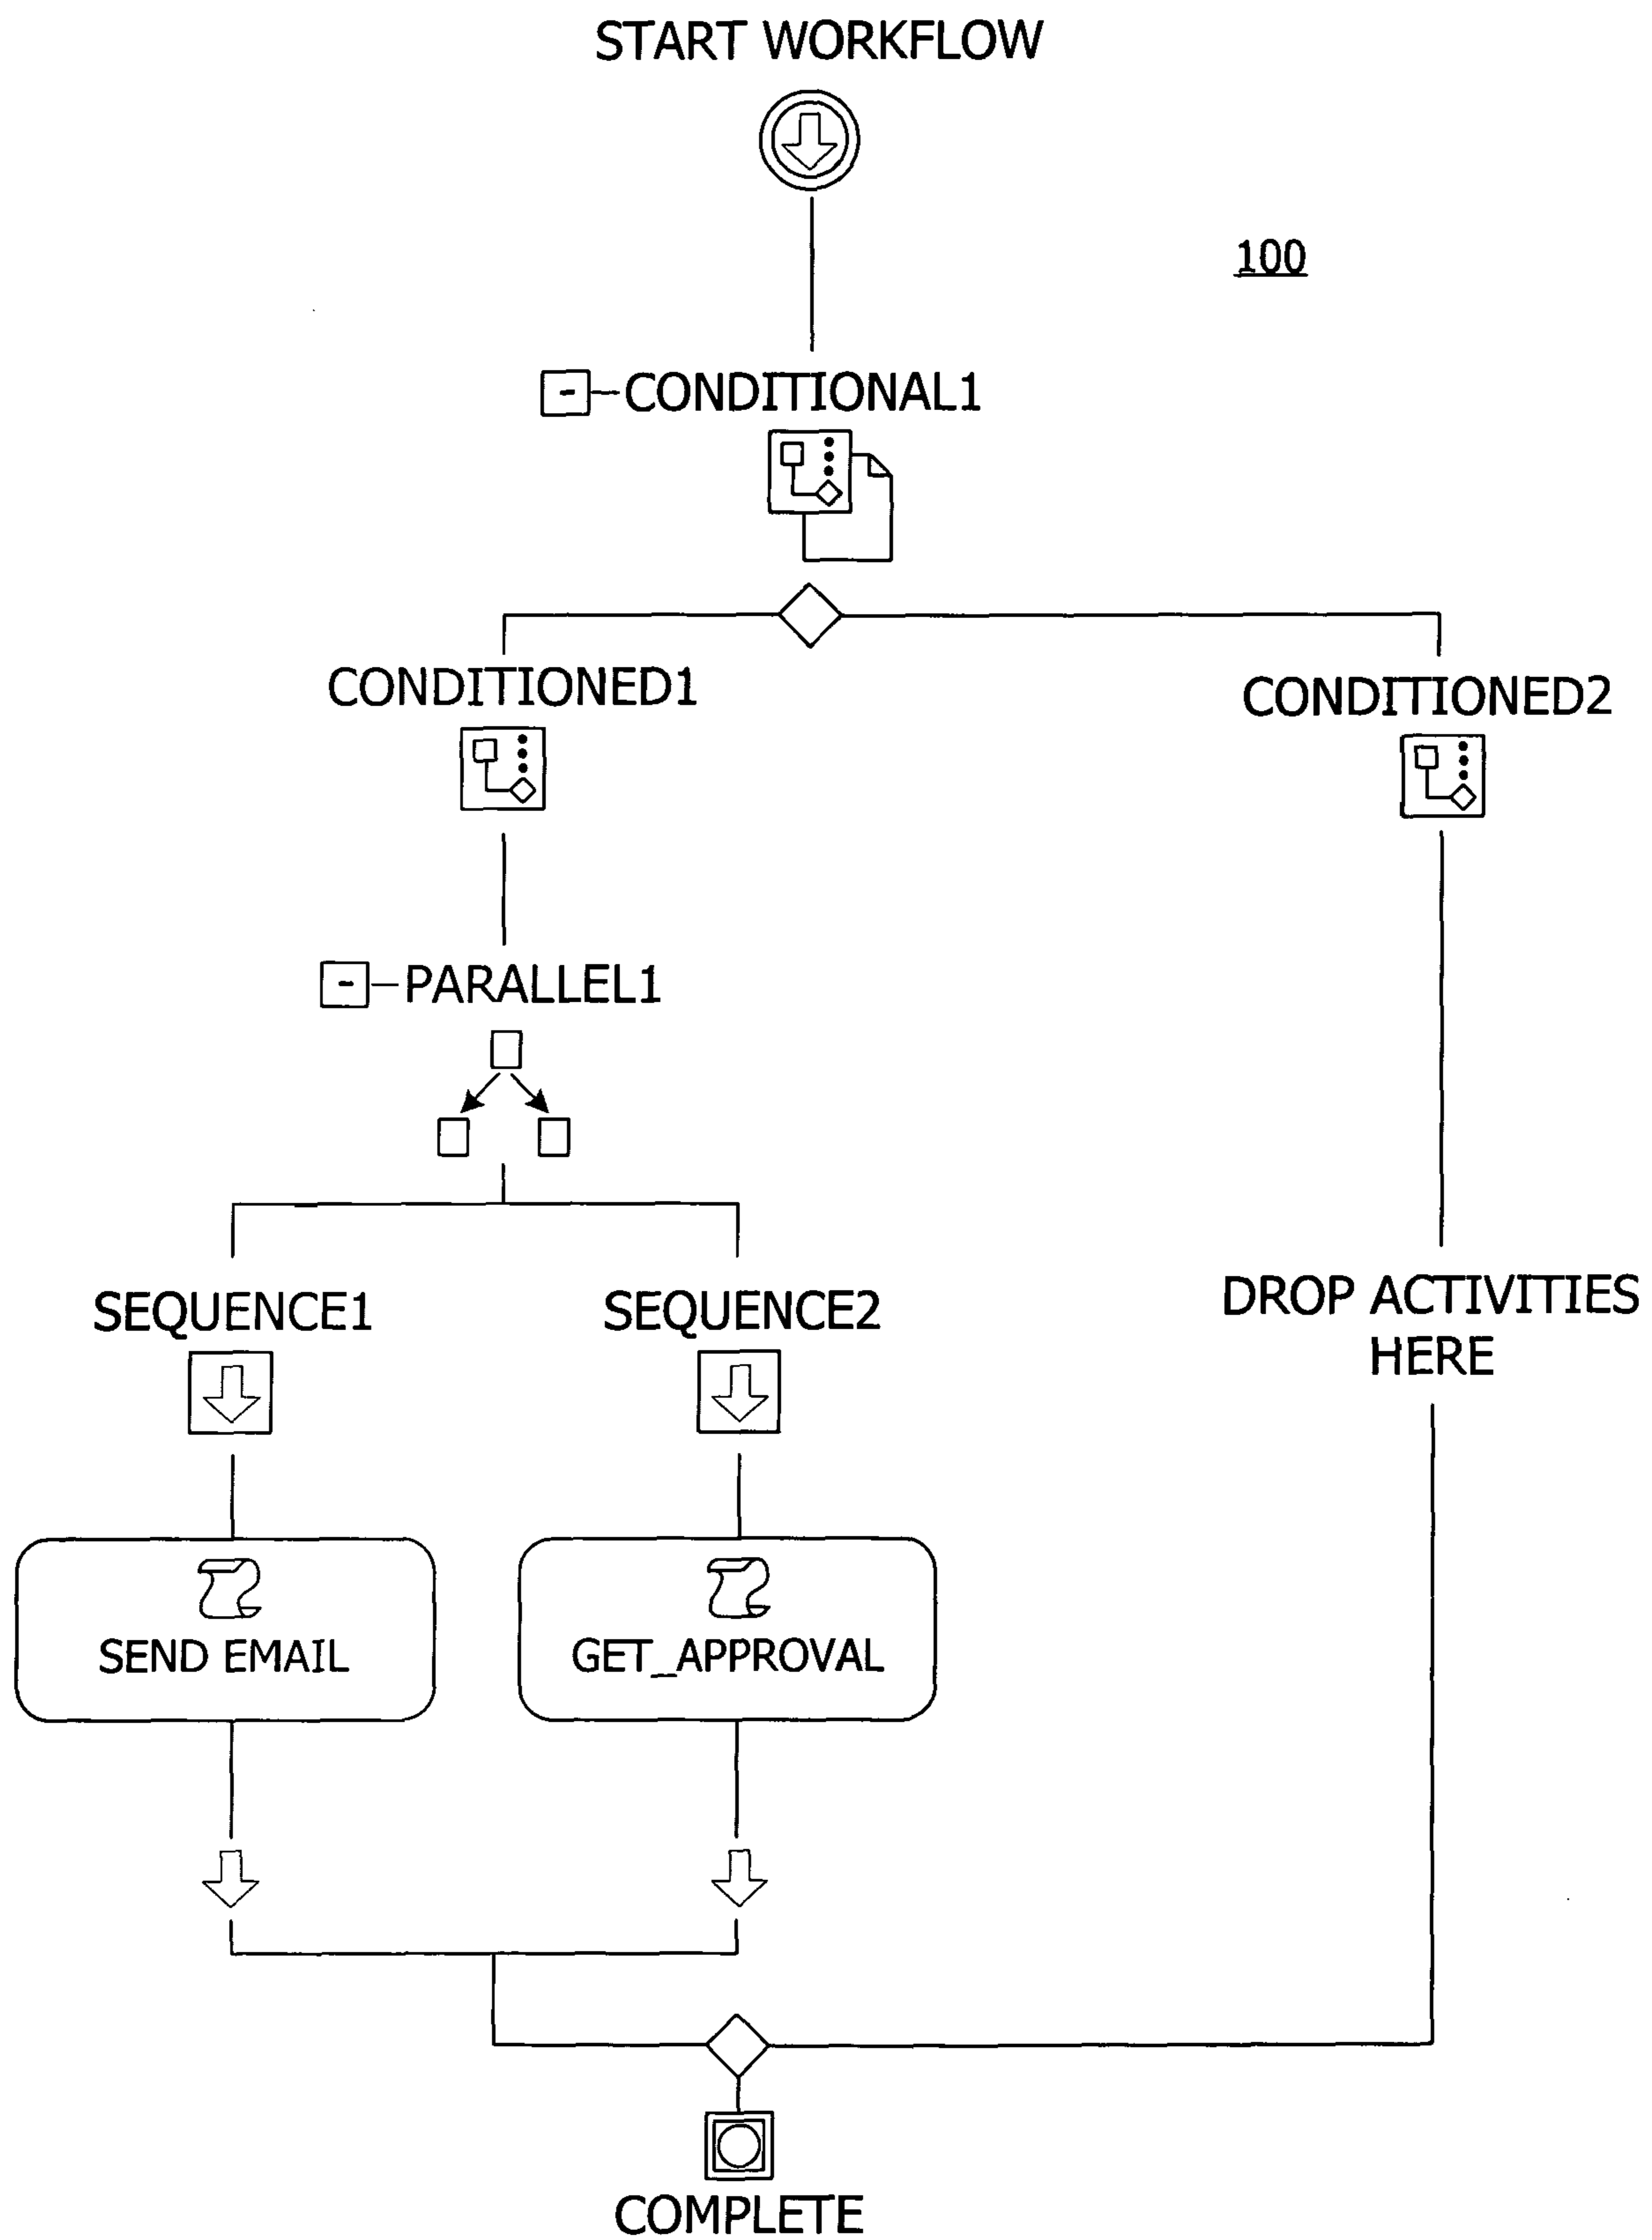 START WORKFLOW
100
CONDITIONAL1
CONDITIONED1
CONDITIONED2
PARALLEL1
SEQUENCE1
SEQUENCE2
DROP ACTIVITIES
HERE
SEND EMAIL
GET_APPROVAL
COMPLETE